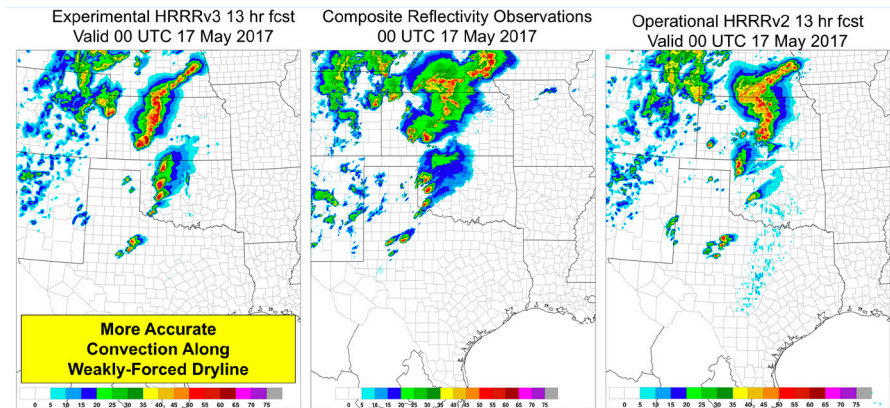 Experimental HRRRv3 13 hr fcst
Valid 00 UTC 17 May 2017
Composite Reflectivity Observations
00 UTC 17 May 2017
Operational HRRRv2 13 hr fcst
Valid 00 UTC 17 May 2017
More Accurate
Convection Along
Weakly-Forced Dryline
0 5 10 15 20 25 30 35 40 45 50 55 60 65 70 75
0 5 10 15 20 25 30 35 40 45 50 55 60 65 70 75
0 5 10 15 20 25 30 35 40 45 50 55 60 65 70 75